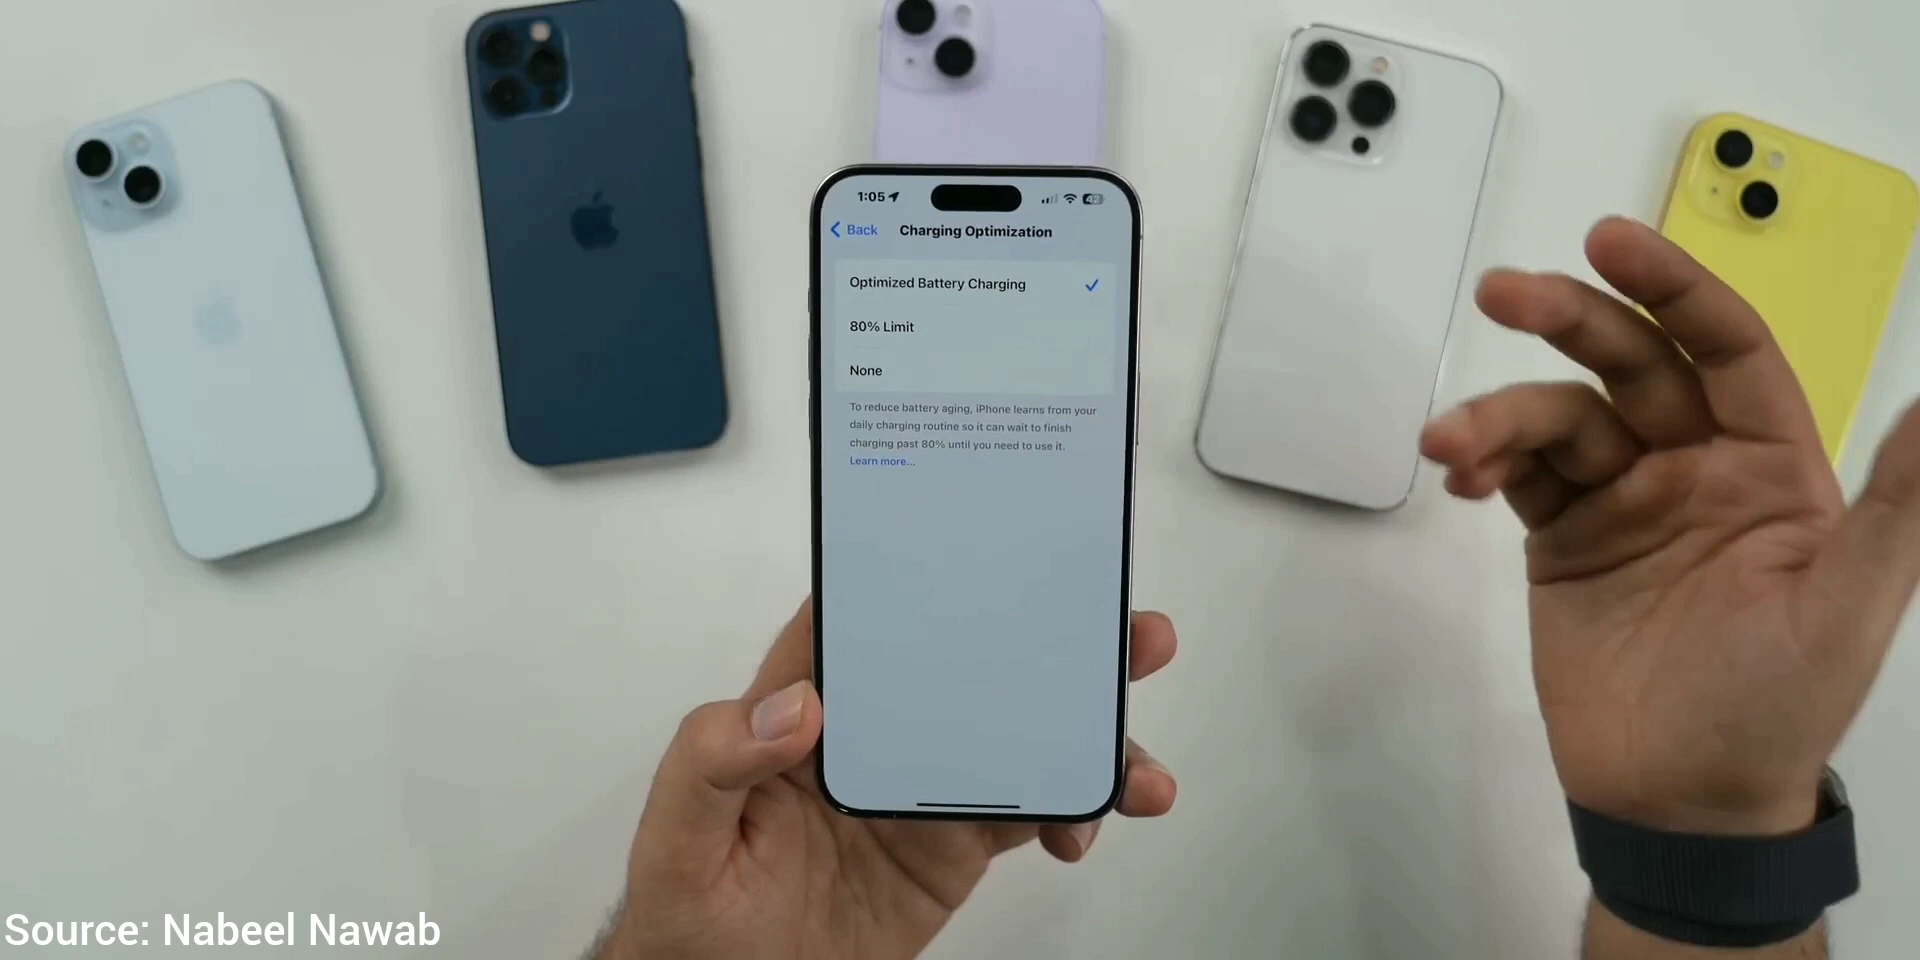 1:05
42
Back
Charging Optimization
Optimized Battery Charging
80% Limit
None
To reduce battery aging, iPhone learns from your
daily charging routine so it can wait to finish
charging past 80% until you need to use it.
Learn more...
Source: Nabeel Nawab